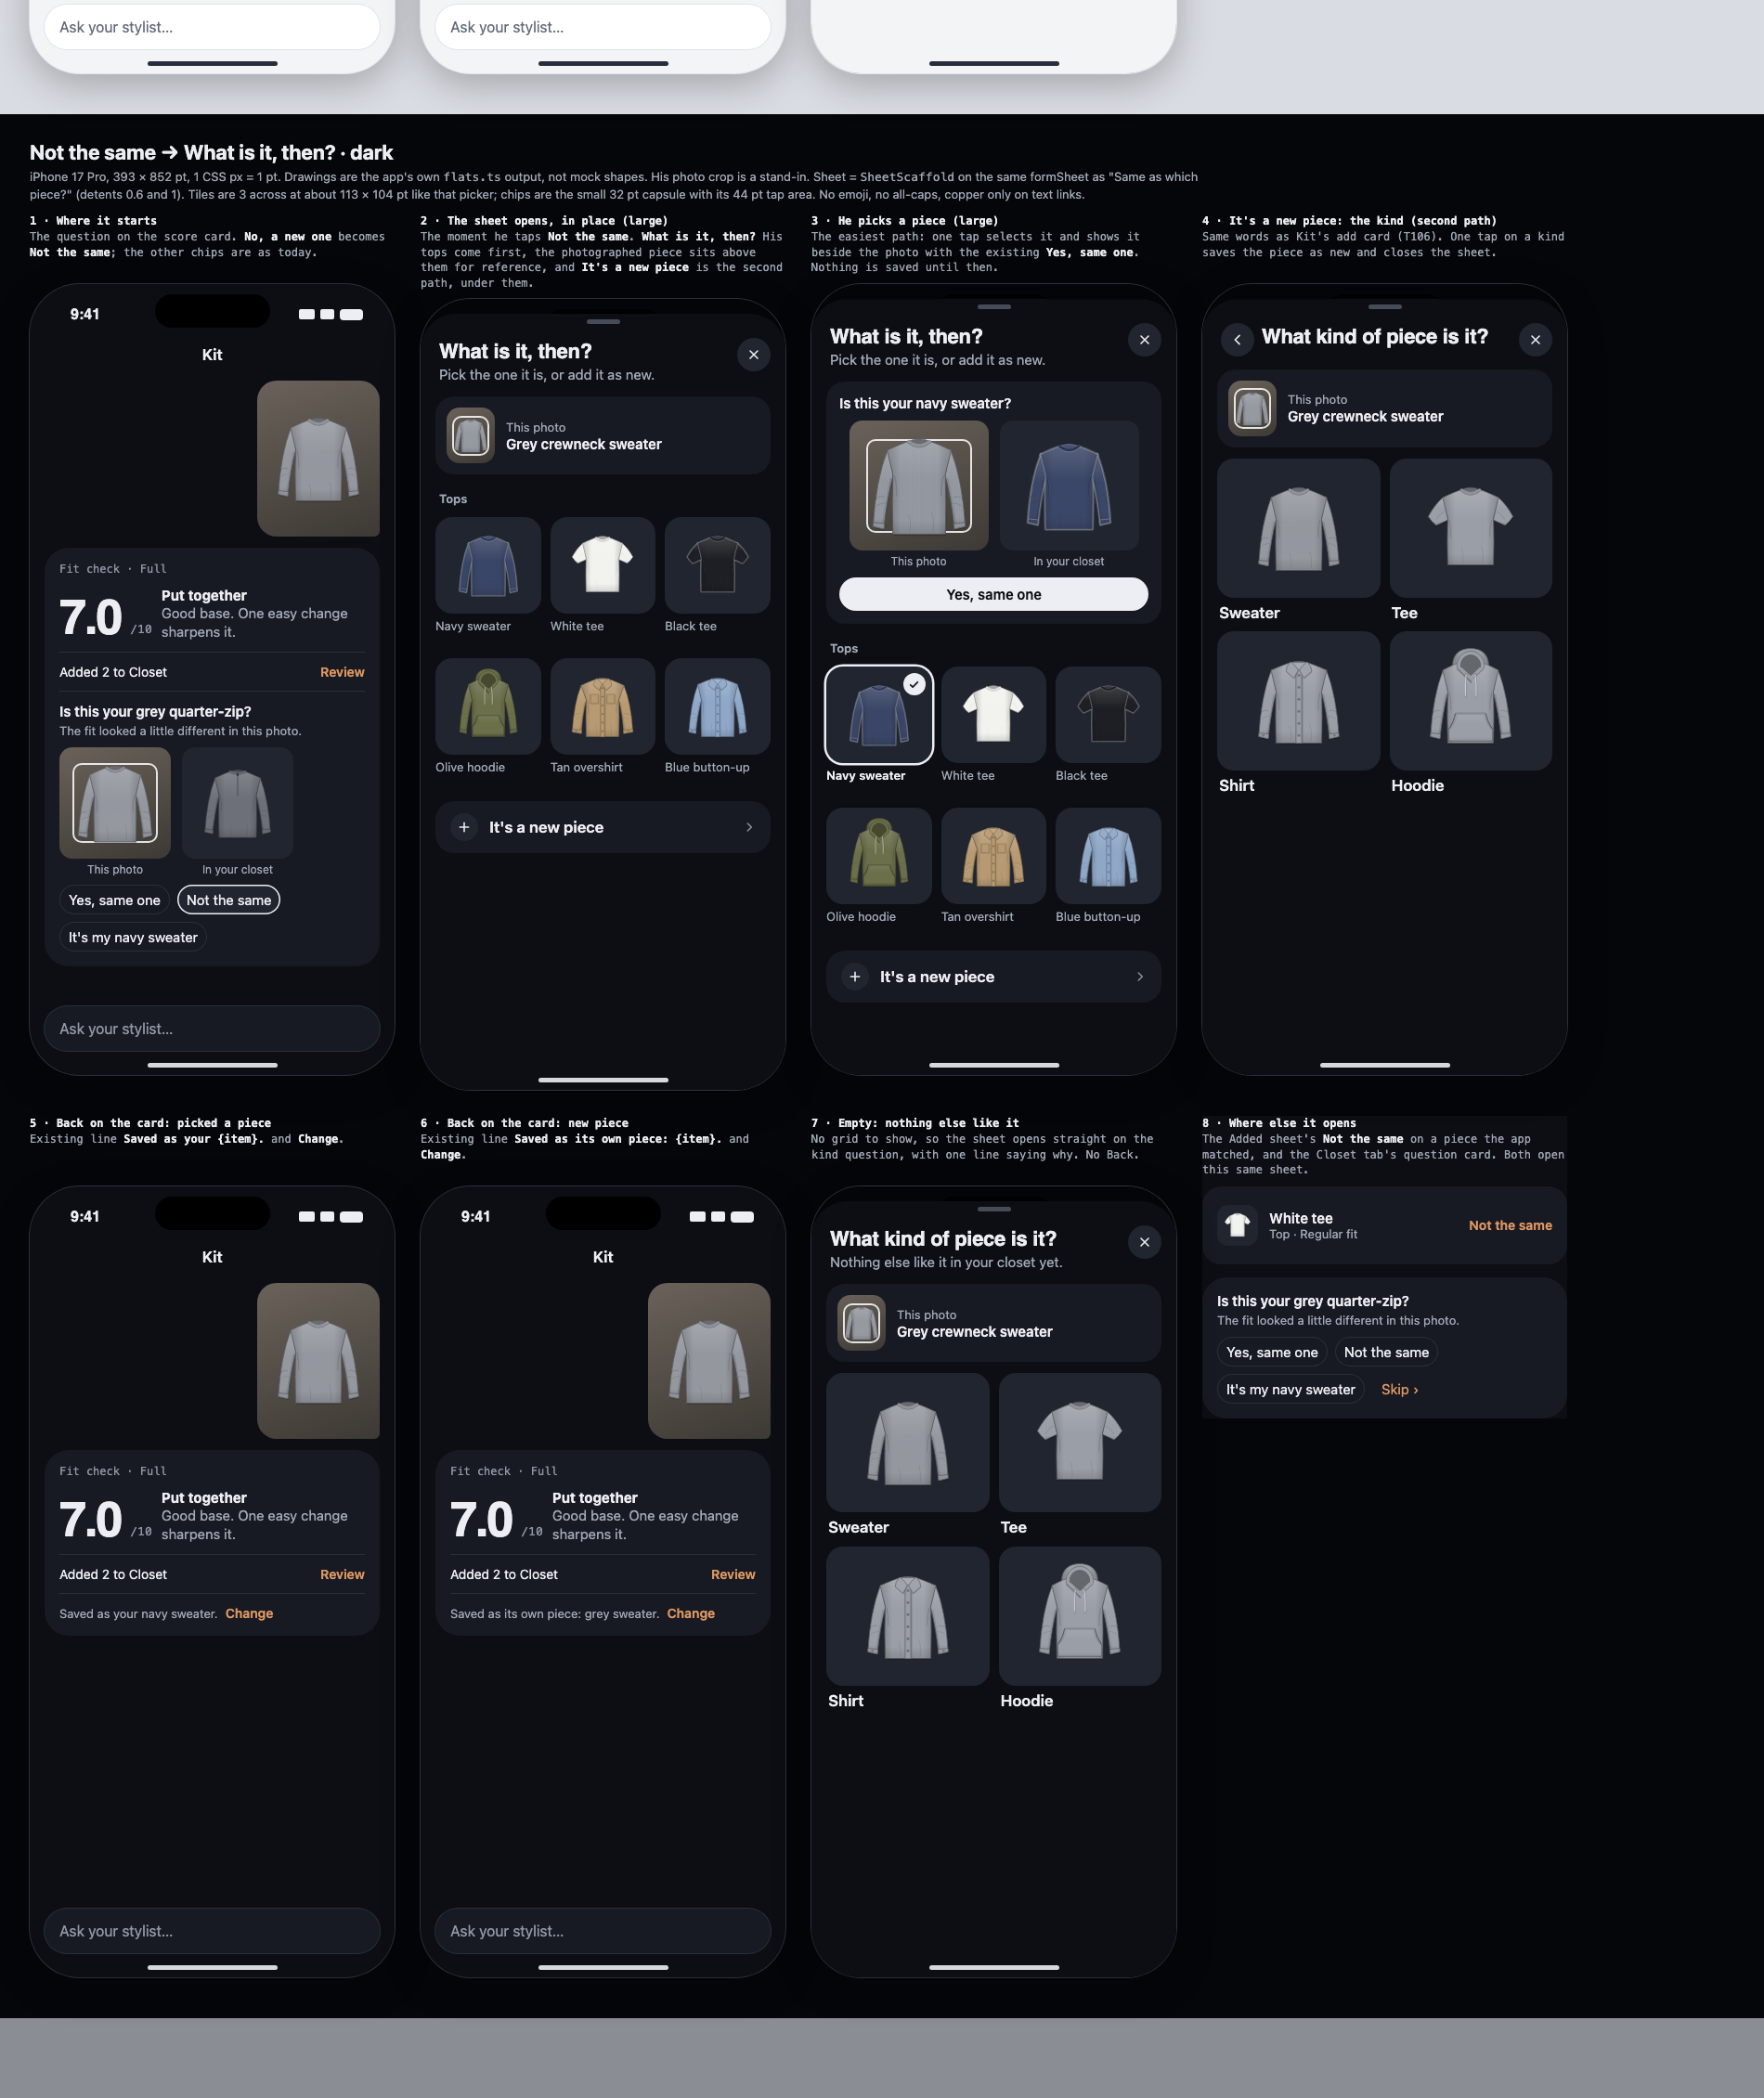 Ask your stylist...
Ask your stylist...
Not the same → What is it, then? · dark
iPhone 17 Pro, 393 × 852 pt, 1 CSS px = 1 pt. Drawings are the app's own flats.ts output, not mock shapes. His photo crop is a stand-in. Sheet = SheetScaffold on the same formSheet as "Same as which
piece?" (detents 0.6 and 1). Tiles are 3 across at about 113 × 104 pt like that picker; chips are the small 32 pt capsule with its 44 pt tap area. No emoji, no all-caps, copper only on text links.
1 · Where it starts
The question on the score card. No, a new one becomes
Not the same; the other chips are as today.
9:41
Kit
Fit check · Full
7.0 /10
Put together
Good base. One easy change
sharpens it.
Added 2 to Closet
Review
Is this your grey quarter-zip?
The fit looked a little different in this photo.
This photo
In your closet
Yes, same one
Not the same
It's my navy sweater
Ask your stylist...
2 · The sheet opens, in place (large)
The moment he taps Not the same. What is it, then? His
tops come first, the photographed piece sits above
them for reference, and It's a new piece is the second
path, under them.
What is it, then?
Pick the one it is, or add it as new.
This photo
Grey crewneck sweater
Tops
Navy sweater
White tee
Black tee
Olive hoodie
Tan overshirt
Blue button-up
It's a new piece
3 · He picks a piece (large)
The easiest path: one tap selects it and shows it
beside the photo with the existing Yes, same one.
Nothing is saved until then.
What is it, then?
Pick the one it is, or add it as new.
Is this your navy sweater?
This photo
In your closet
Yes, same one
Tops
Navy sweater
White tee
Black tee
Olive hoodie
Tan overshirt
Blue button-up
It's a new piece
4 · It's a new piece: the kind (second path)
Same words as Kit's add card (T106). One tap on a kind
saves the piece as new and closes the sheet.
What kind of piece is it?
This photo
Grey crewneck sweater
Sweater
Tee
Shirt
Hoodie
5 · Back on the card: picked a piece
Existing line Saved as your {item}. and Change.
9:41
Kit
Fit check · Full
7.0 /10
Put together
Good base. One easy change
sharpens it.
Added 2 to Closet
Review
Saved as your navy sweater. Change
Ask your stylist...
6 · Back on the card: new piece
Existing line Saved as its own piece: {item}. and
Change.
9:41
Kit
Fit check · Full
7.0 /10
Put together
Good base. One easy change
sharpens it.
Added 2 to Closet
Review
Saved as its own piece: grey sweater. Change
Ask your stylist...
7 · Empty: nothing else like it
No grid to show, so the sheet opens straight on the
kind question, with one line saying why. No Back.
What kind of piece is it?
Nothing else like it in your closet yet.
This photo
Grey crewneck sweater
Sweater
Tee
Shirt
Hoodie
8 · Where else it opens
The Added sheet's Not the same on a piece the app
matched, and the Closet tab's question card. Both open
this same sheet.
White tee
Top · Regular fit
Not the same
Is this your grey quarter-zip?
The fit looked a little different in this photo.
Yes, same one
Not the same
It's my navy sweater
Skip ›